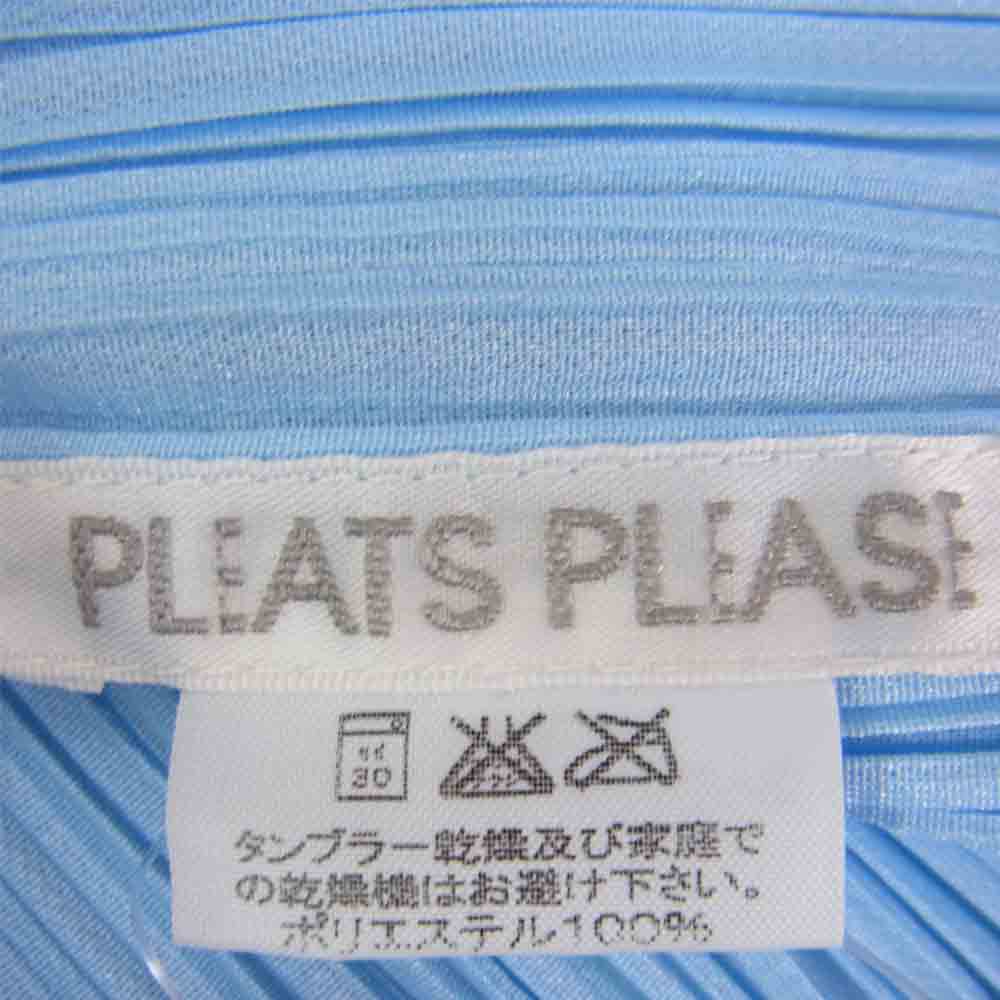 PLEATS PLEASE
30
タンブラー乾燥及び家庭で
の乾燥機はお避け下さい。
ポリエステル100%